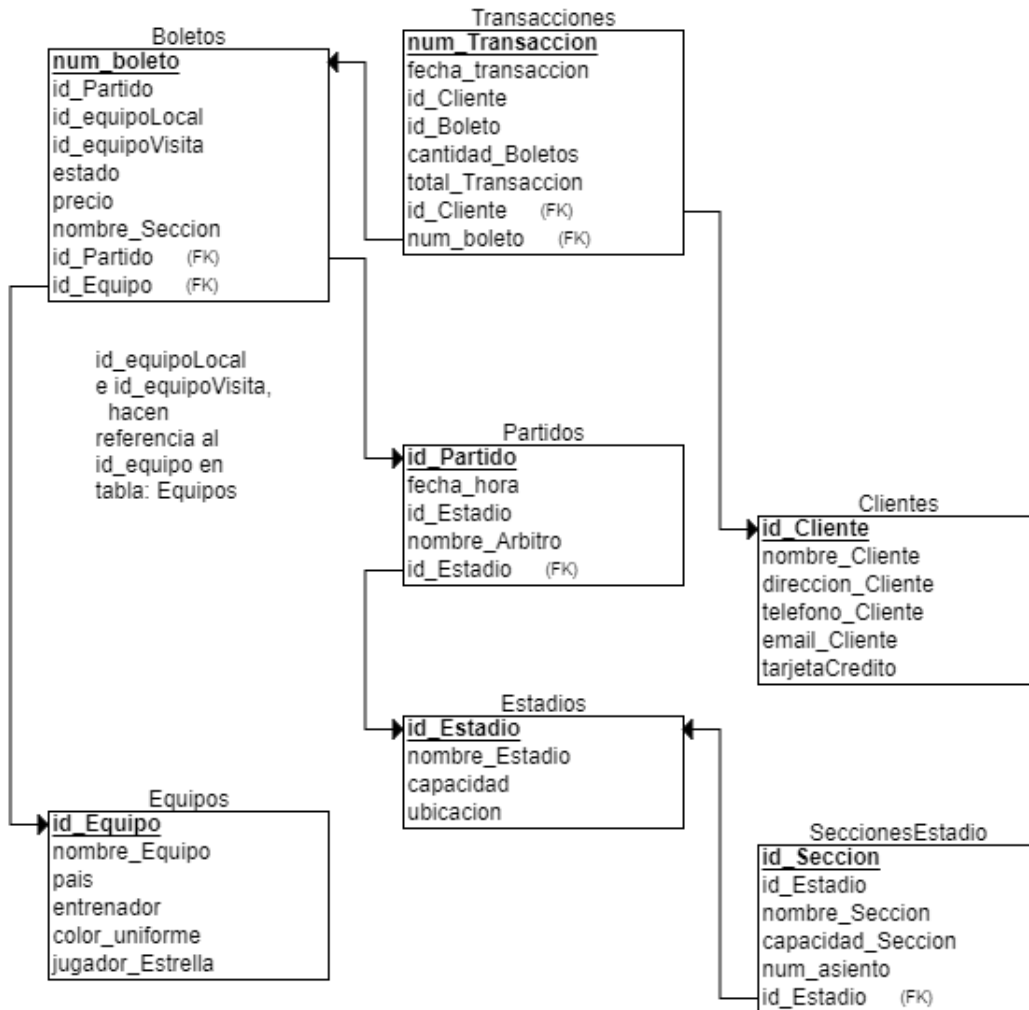 Boletos
num_boleto
id_Partido
id_equipoLocal
id_equipoVisita
estado
precio
nombre_Seccion
id_Partido (FK)
id_Equipo (FK)
Transacciones
num_Transaccion
fecha_transaccion
id_Cliente
id_Boleto
cantidad_Boletos
total_Transaccion
id_Cliente (FK)
num_boleto (FK)
id_equipoLocal
e id_equipoVisita,
hacen
referencia al
id_equipo en
tabla: Equipos
Partidos
id_Partido
fecha_hora
id_Estadio
nombre_Arbitro
id_Estadio (FK)
Clientes
id_Cliente
nombre_Cliente
direccion_Cliente
telefono_Cliente
email_Cliente
tarjetaCredito
Estadios
id_Estadio
nombre_Estadio
capacidad
ubicacion
Equipos
id_Equipo
nombre_Equipo
pais
entrenador
color_uniforme
jugador_Estrella
SeccionesEstadio
id_Seccion
id_Estadio
nombre_Seccion
capacidad_Seccion
num_asiento
id_Estadio (FK)